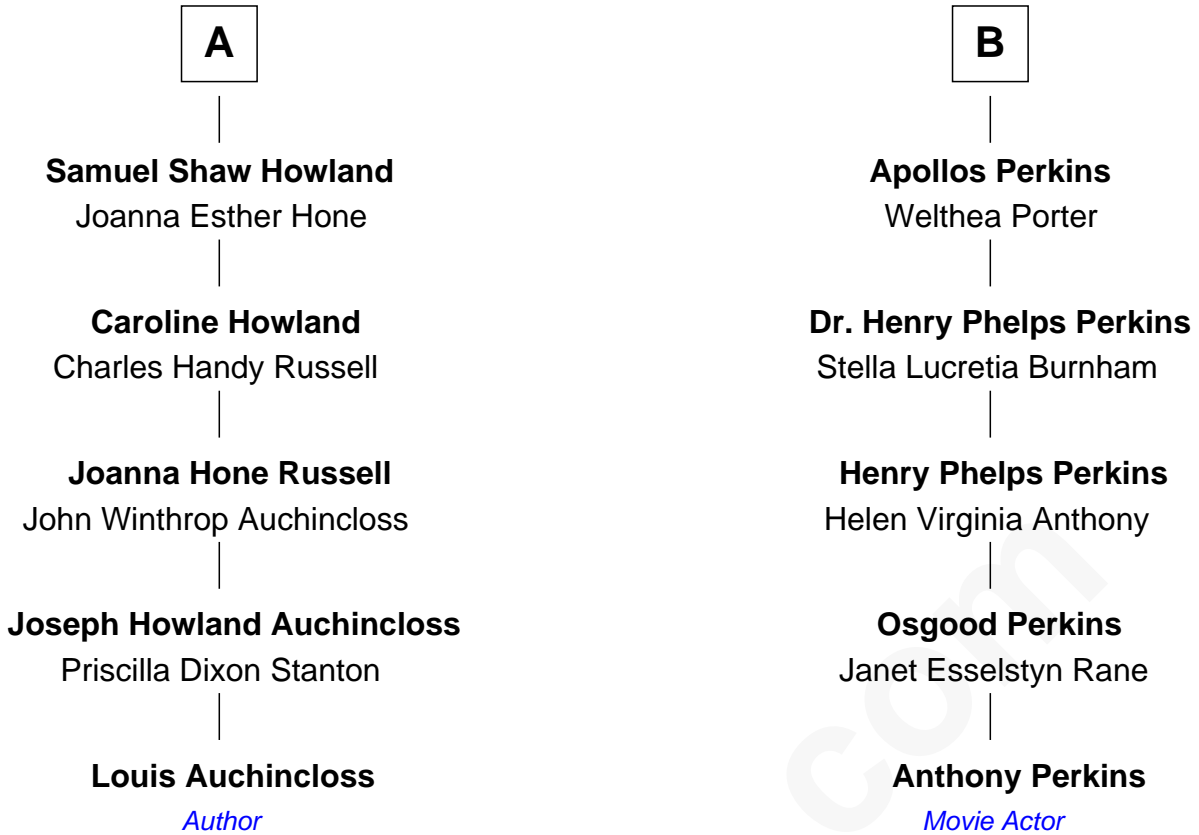 A
Samuel Shaw Howland
Joanna Esther Hone
Caroline Howland
Charles Handy Russell
Joanna Hone Russell
John Winthrop Auchincloss
Joseph Howland Auchincloss
Priscilla Dixon Stanton
Louis Auchincloss
Author
B
Apollos Perkins
Welthea Porter
Dr. Henry Phelps Perkins
Stella Lucretia Burnham
Henry Phelps Perkins
Helen Virginia Anthony
Osgood Perkins
Janet Esselstyn Rane
Anthony Perkins
Movie Actor
com